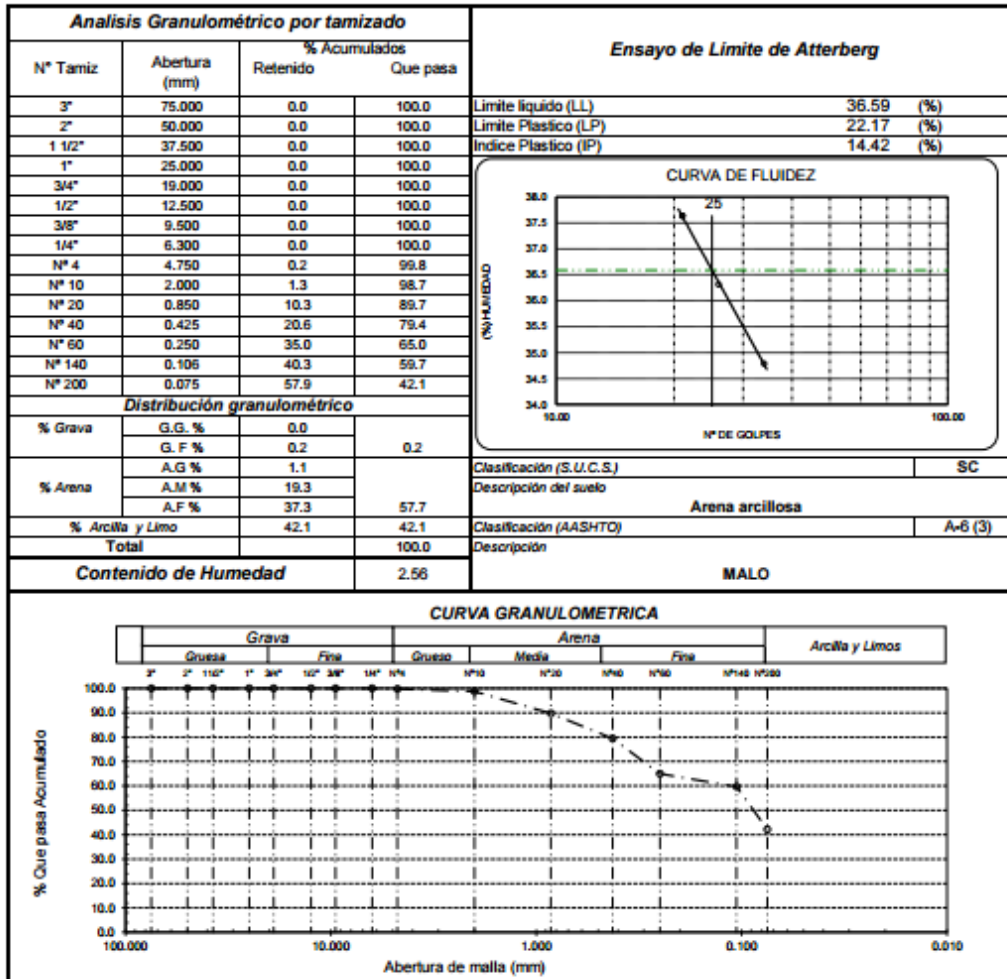 Analisis Granulométrico por tamizado
N° Tamiz Abertura (mm) % Acumulados
Retenido Que pasa
3" 75.000 0.0 100.0
2" 50.000 0.0 100.0
1 1/2" 37.500 0.0 100.0
1" 25.000 0.0 100.0
3/4" 19.000 0.0 100.0
1/2" 12.500 0.0 100.0
3/8" 9.500 0.0 100.0
1/4" 6.300 0.0 100.0
N° 4 4.750 0.2 99.8
N° 10 2.000 1.3 98.7
N° 20 0.850 10.3 89.7
N° 40 0.425 20.6 79.4
N° 60 0.250 35.0 65.0
N° 140 0.106 40.3 59.7
N° 200 0.075 57.9 42.1
Distribución granulométrico
% Grava G.G. % 0.0
G. F % 0.2 0.2
A.G % 1.1
% Arena A.M % 19.3
A.F % 37.3 57.7
% Arcilla y Limo 42.1 42.1
Total 100.0
Contenido de Humedad 2.56
Ensayo de Limite de Atterberg
Limite liquido (LL) 36.59 (%)
Limite Plastico (LP) 22.17 (%)
Indice Plastico (IP) 14.42 (%)
CURVA DE FLUIDEZ
25
38.0
37.5
37.0
36.5
36.0
35.5
35.0
34.5
34.0
(%) HUMEDAD
10.00 100.00
N° DE GOLPES
Clasificación (S.U.C.S.) SC
Descripción del suelo
Arena arcillosa
Clasificación (AASHTO) A-6 (3)
Descripción
MALO
CURVA GRANULOMETRICA
Grava Arena Arcilla y Limos
Gruesa Fina Grueso Media Fina
3" 2" 1 1/2" 1" 3/4" 1/2" 3/8" 1/4" N°4 N°10 N°20 N°40 N°60 N°140 N°200
100.0
90.0
80.0
70.0
60.0
50.0
40.0
30.0
20.0
10.0
0.0
% Que pasa Acumulado
100.000 10.000 1.000 0.100 0.010
Abertura de malla (mm)